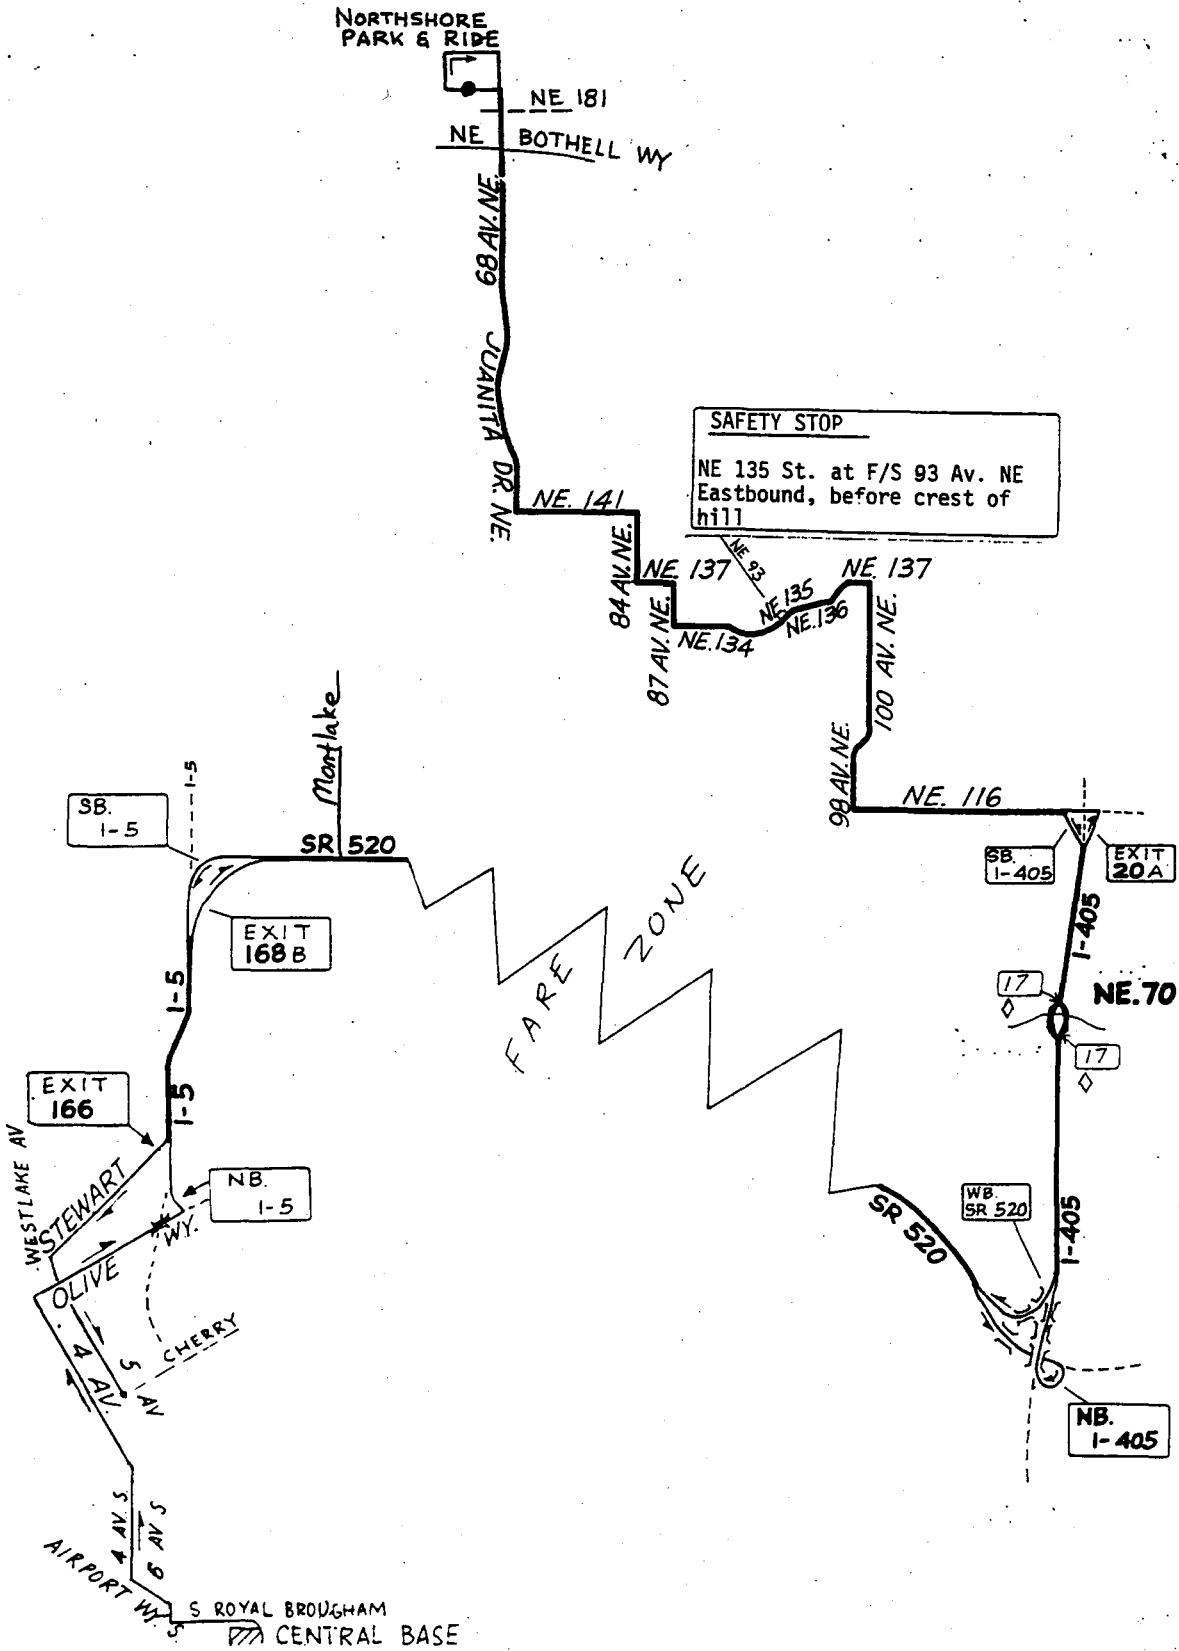 NORTHSHORE
PARK & RIDE
NE 181
NE BOTHELL WY
68 AV. NE.
JUANITA DR. NE.
SAFETY STOP
NE 135 St. at F/S 93 Av. NE
Eastbound, before crest of
hill
NE. 141
84 AV. NE.
NE. 137
NE 93
NE. 135
NE. 136
NE. 137
87 AV. NE.
NE. 134
100 AV. NE.
98 AV. NE.
NE. 116
SB.
I-405
EXIT
20A
I-405
17
NE. 70
17
I-405
WB.
SR 520
SR 520
NB.
I-405
FARE ZONE
Montlake
I-5
SB.
I-5
SR 520
EXIT
168 B
I-5
EXIT
166
I-5
WESTLAKE AV
STEWART
NB.
I-5
OLIVE WY.
CHERRY
4 AV.
5 AV
4 AV S
6 AV S
AIRPORT WY. S.
S ROYAL BROUGHAM
CENTRAL BASE